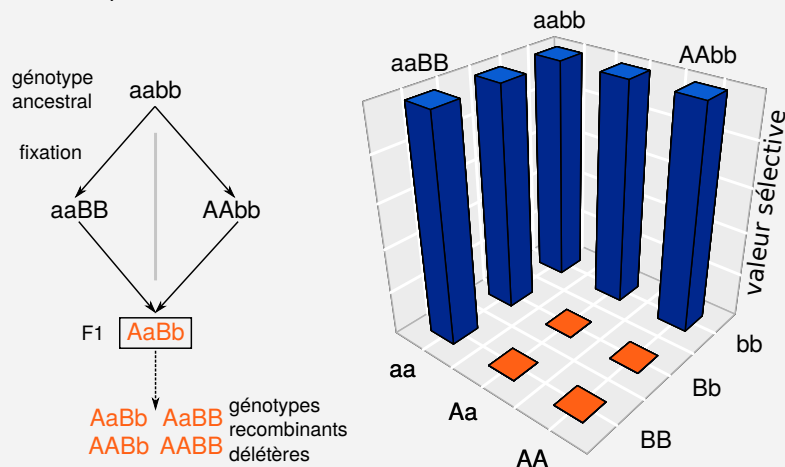 génotype
ancestral
aabb
fixation
aaBB
AAbb
F1
AaBb
AaBb AaBB
AABb AABB
génotypes
recombinants
délétères
aabb
aaBB
AAbb
valeur sélective
aa
Aa
AA
bb
Bb
BB